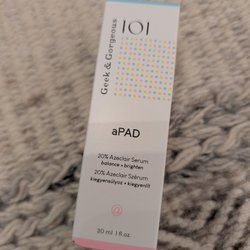 Geek & Gorgeous
101
aPAD
20% Azeclair Serum
balance + brighten
20% Azeclair Szérum
kiegyensúlyoz + kiegyenlít
30 ml 1 fl oz.